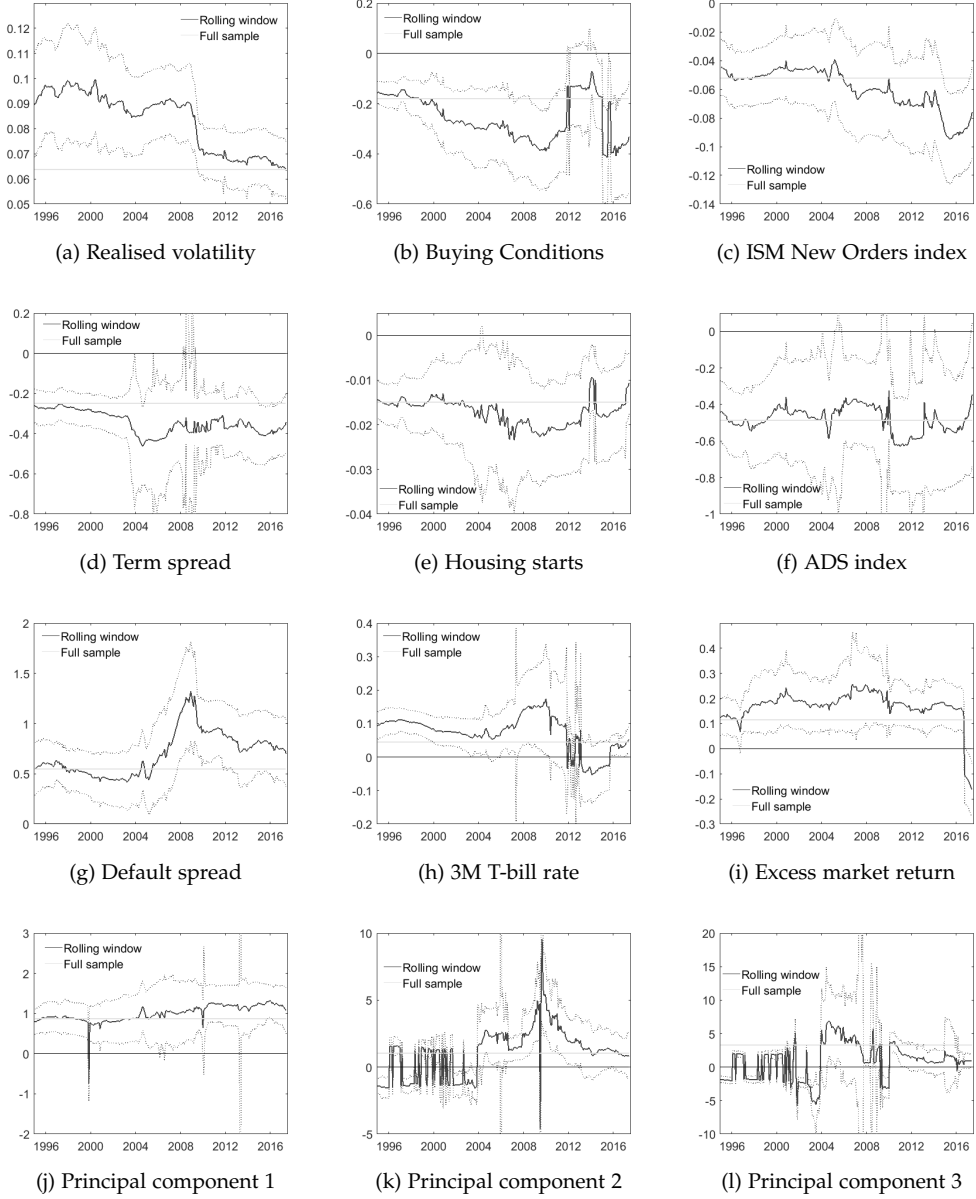 0.13
0.12
0.11
0.1
0.09
0.08
0.07
0.06
0.05
Rolling window
Full sample
1996 2000 2004 2008 2012 2016
(a) Realised volatility
0.2
0
-0.2
-0.4
-0.6
Rolling window
Full sample
1996 2000 2004 2008 2012 2016
(b) Buying Conditions
0
-0.02
-0.04
-0.06
-0.08
-0.1
-0.12
-0.14
Rolling window
Full sample
1996 2000 2004 2008 2012 2016
(c) ISM New Orders index
0.2
0
-0.2
-0.4
-0.6
-0.8
Rolling window
Full sample
1996 2000 2004 2008 2012 2016
(d) Term spread
0
-0.01
-0.02
-0.03
-0.04
Rolling window
Full sample
1996 2000 2004 2008 2012 2016
(e) Housing starts
0
-0.2
-0.4
-0.6
-0.8
-1
Rolling window
Full sample
1996 2000 2004 2008 2012 2016
(f) ADS index
2
1.5
1
0.5
0
Rolling window
Full sample
1996 2000 2004 2008 2012 2016
(g) Default spread
0.4
0.3
0.2
0.1
0
-0.1
-0.2
Rolling window
Full sample
1996 2000 2004 2008 2012 2016
(h) 3M T-bill rate
0.4
0.3
0.2
0.1
0
-0.1
-0.2
-0.3
Rolling window
Full sample
1996 2000 2004 2008 2012 2016
(i) Excess market return
3
2
1
0
-1
-2
Rolling window
Full sample
1996 2000 2004 2008 2012 2016
(j) Principal component 1
10
5
0
-5
Rolling window
Full sample
1996 2000 2004 2008 2012 2016
(k) Principal component 2
20
15
10
5
0
-5
-10
Rolling window
Full sample
1996 2000 2004 2008 2012 2016
(l) Principal component 3